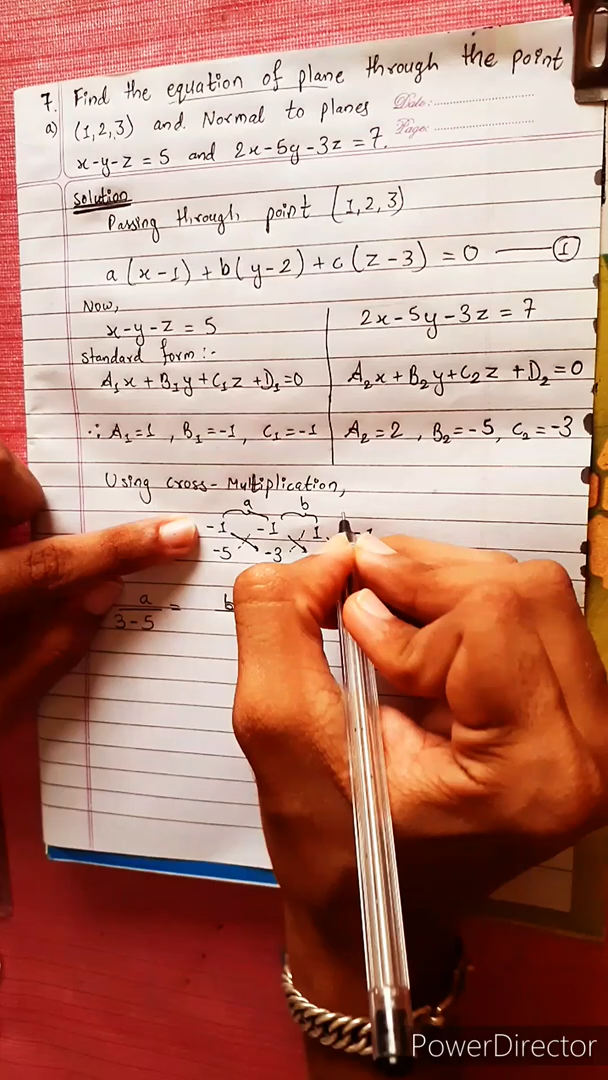 7. Find the equation of plane through the point
a) (1,2,3) and Normal to planes
Date:
x-y-z = 5 and 2x-5y-3z = 7.
Page:
Solution
Passing through point (1,2,3)
a(x-1) + b(y-2) + c(z-3) = 0 —— ①
Now,
x-y-z = 5
standard form :-
A₁x + B₁y + C₁z + D₁ = 0
∴ A₁=1 , B₁=-1 , C₁=-1
2x-5y-3z = 7
A₂x + B₂y + C₂z + D₂ = 0
A₂=2 , B₂=-5, C₂=-3
Using cross-Multiplication,
a b
-1 -1 1
-5 -3
a/3-5 = b
PowerDirector